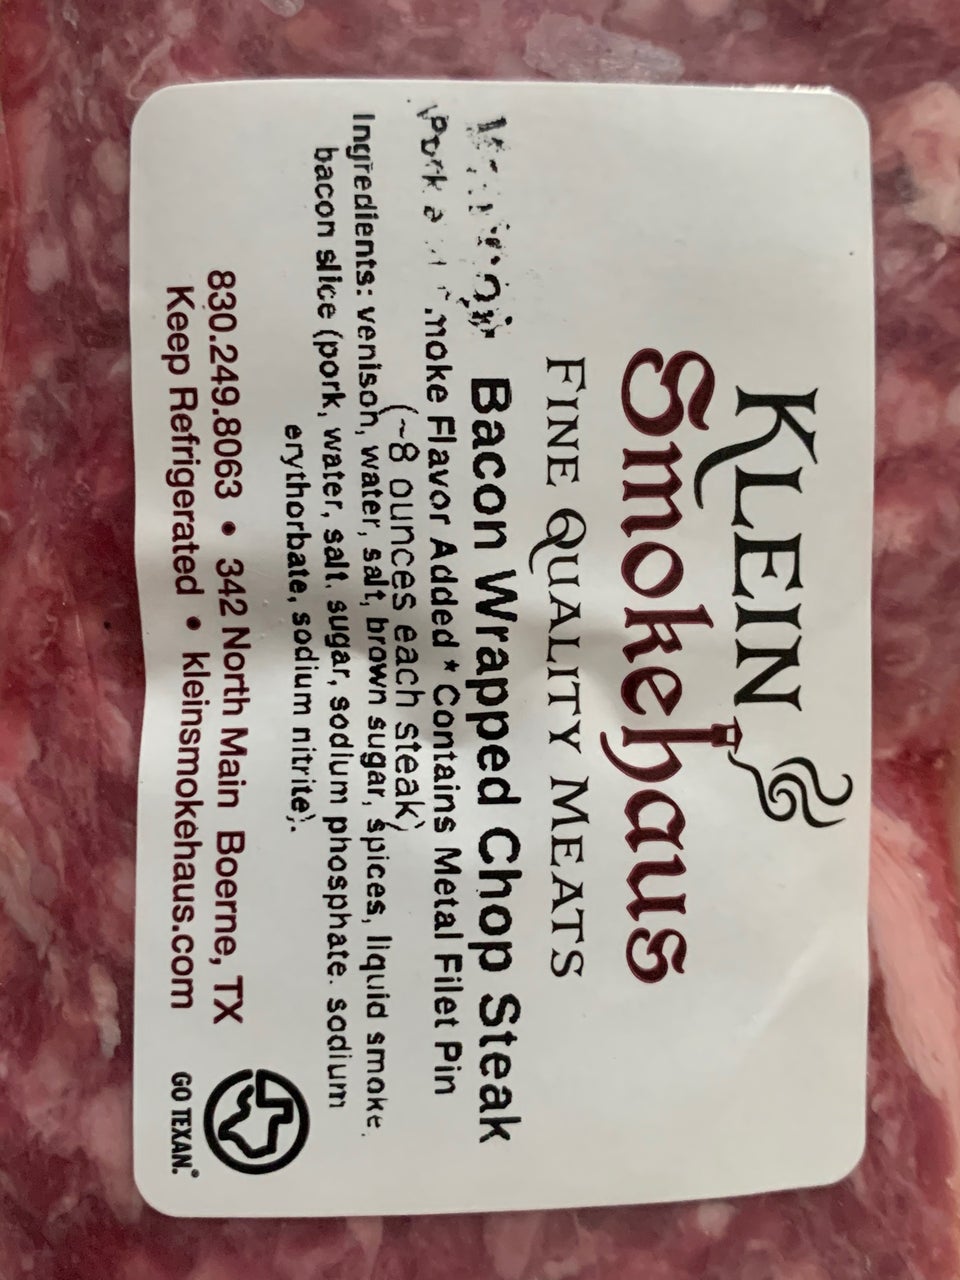 KLEIN
Smokehaus
FINE QUALITY MEATS
Bacon Wrapped Chop Steak
Flavor Added * Contains Metal Filet Pin
(~8 ounces each steak)
Ingredients: venison, water, salt, brown sugar, spices, liquid smoke.
bacon slice (pork, water, salt. sugar, sodium phosphate. sodium
erythorbate, sodium nitrite).
830.249.8063 • 342 North Main Boerne, TX
Keep Refrigerated • kleinsmokehaus.com
GO TEXAN.®